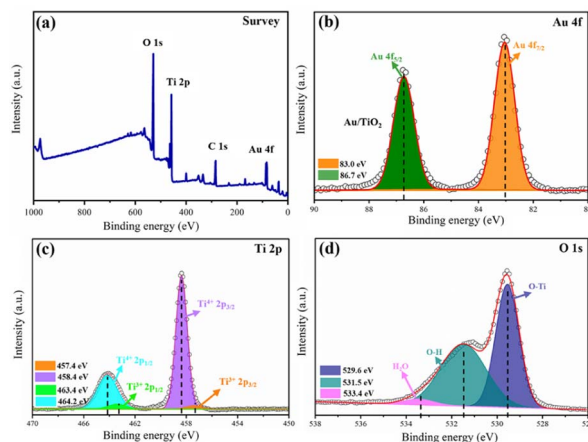 (a)
Survey
O 1s
Ti 2p
C 1s
Au 4f
Intensity (a.u.)
1000 800 600 400 200 0
Binding energy (eV)
(b)
Au 4f
Au 4f5/2
Au 4f7/2
Au/TiO2
83.0 eV
86.7 eV
Intensity (a.u.)
90 88 86 84 82 80
Binding energy (eV)
(c)
Ti 2p
Ti4+ 2p3/2
Ti4+ 2p1/2
Ti3+ 2p1/2
Ti3+ 2p3/2
457.4 eV
458.4 eV
463.4 eV
464.2 eV
Intensity (a.u.)
470 466 462 458 454 450
Binding energy (eV)
(d)
O 1s
O-Ti
O-H
H2O
529.6 eV
531.5 eV
533.4 eV
Intensity (a.u.)
538 536 534 532 530 528
Binding energy (eV)